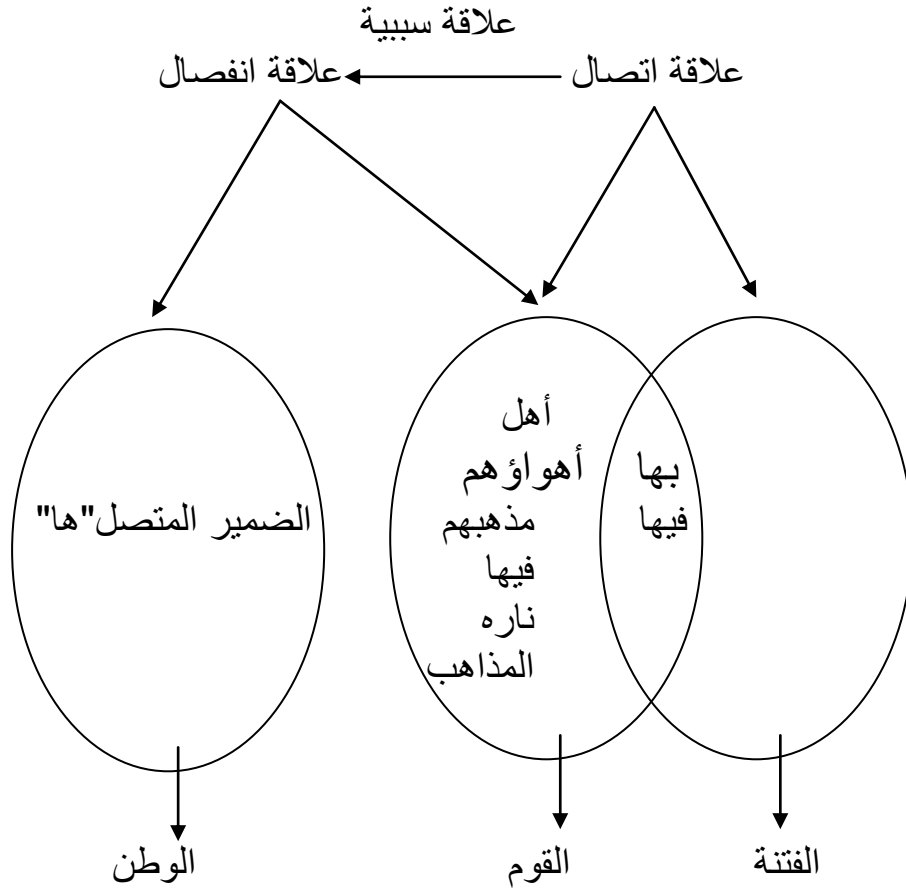 علاقة سببية
علاقة اتصال علاقة انفصال
بها
فيها
أهل
أهواؤهم
مذهبهم
فيها
ناره
المذاهب
الضمير المتصل"ها"
الفتنة القوم الوطن